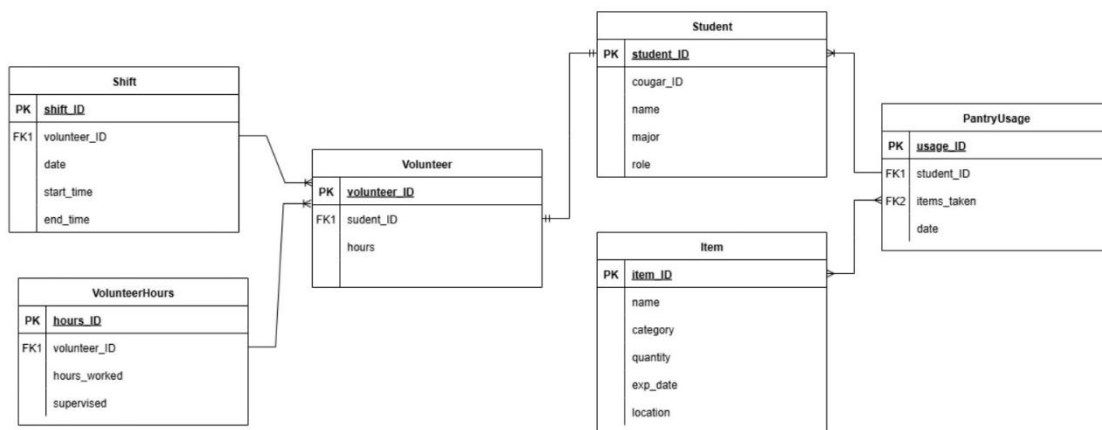 Shift
PK shift_ID
FK1 volunteer_ID
date
start_time
end_time
VolunteerHours
PK hours_ID
FK1 volunteer_ID
hours_worked
supervised
Volunteer
PK volunteer_ID
FK1 sudent_ID
hours
Student
PK student_ID
cougar_ID
name
major
role
Item
PK item_ID
name
category
quantity
exp_date
location
PantryUsage
PK usage_ID
FK1 student_ID
FK2 items_taken
date